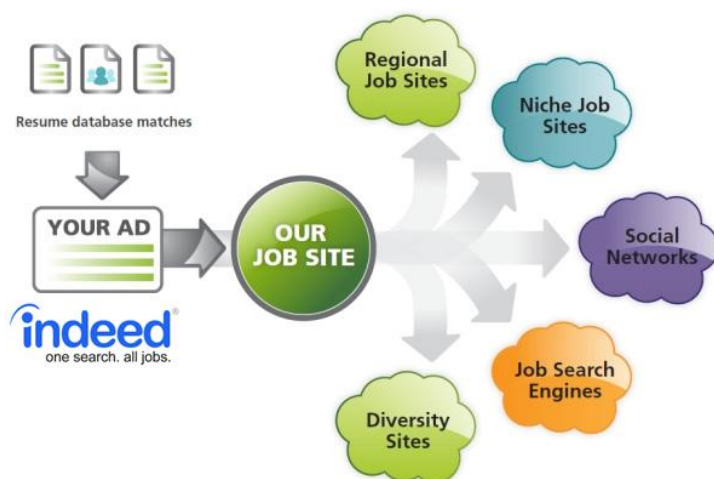 Resume database matches
YOUR AD
indeed®
one search. all jobs.
OUR
JOB SITE
Regional
Job Sites
Niche Job
Sites
Social
Networks
Job Search
Engines
Diversity
Sites